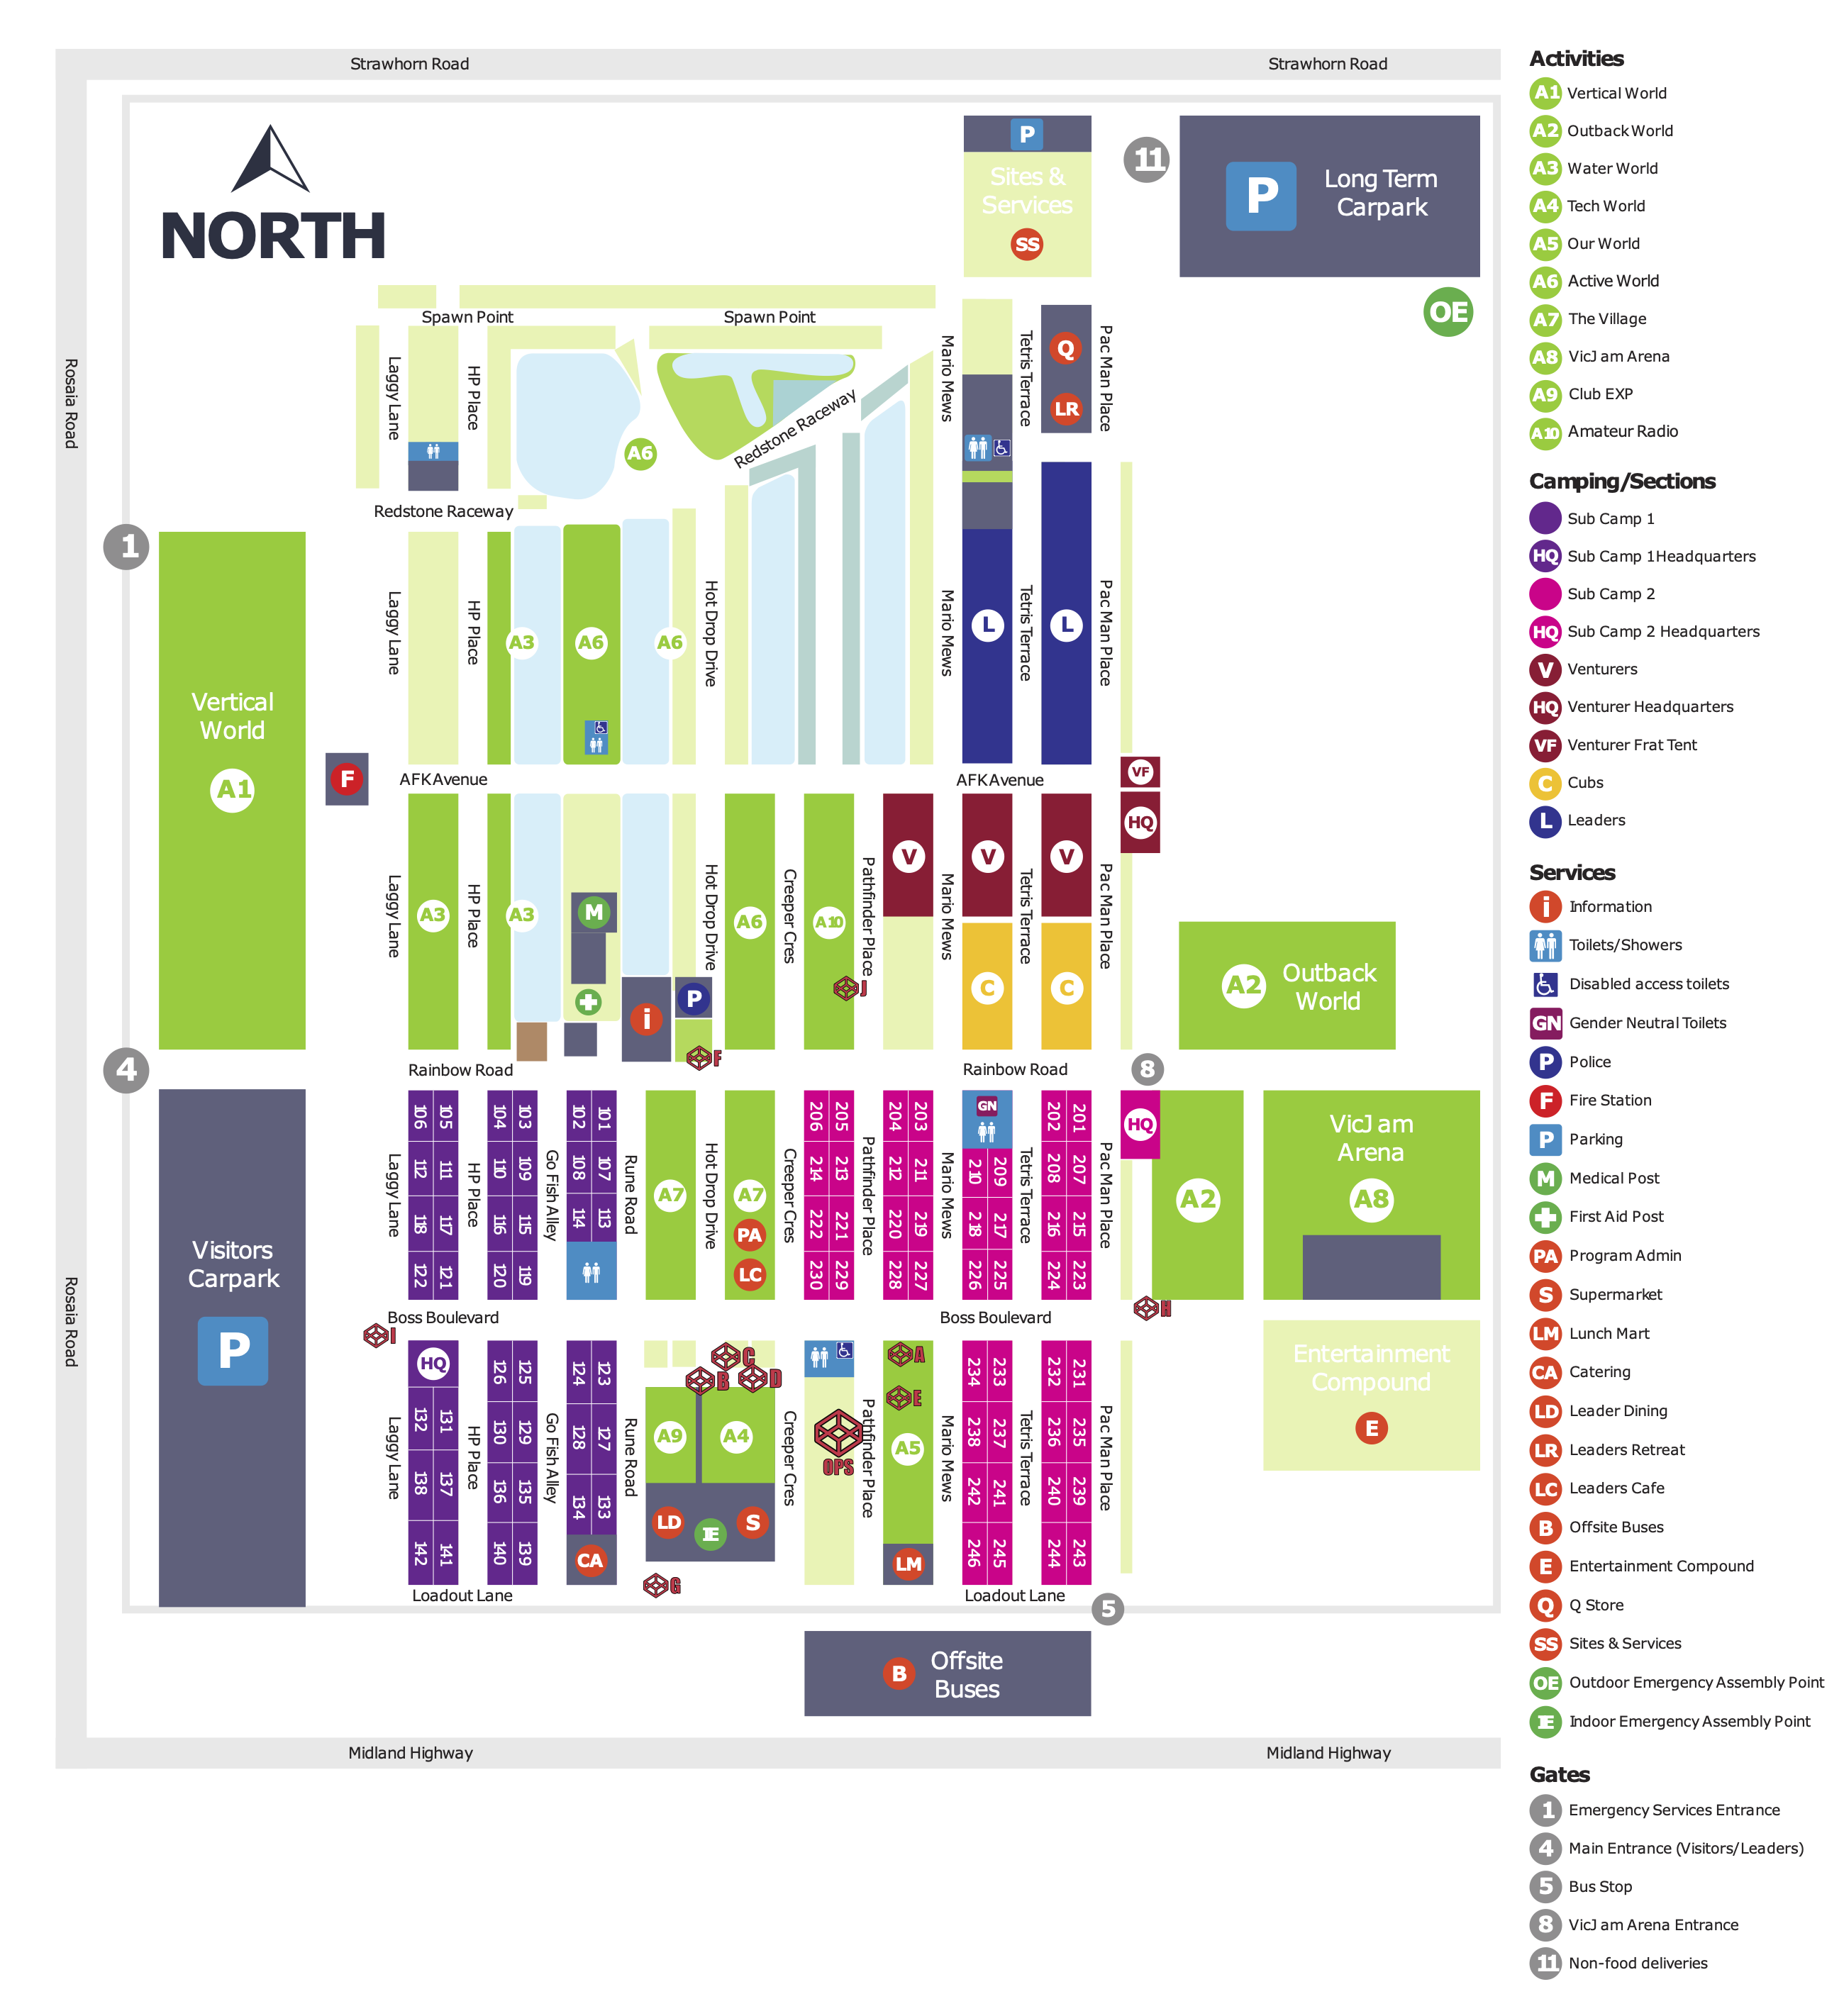 Strawhorn Road
Strawhorn Road
NORTH
P
Sites &
Services
SS
11
P
Long Term
Carpark
OE
Spawn Point
Spawn Point
Rosaia Road
Laggy Lane
HP Place
A6
Redstone Raceway
Mario Mews
Tetris Terrace
Q
LR
Pac Man Place
Redstone Raceway
1
Vertical
World
A1
F
Laggy Lane
HP Place
A3
A6
A6
Hot Drop Drive
Mario Mews
L
Tetris Terrace
L
Pac Man Place
AFK Avenue
AFK Avenue
VF
HQ
Laggy Lane
A3
HP Place
A3
M
i
P
Hot Drop Drive
A6
Creeper Cres
A10
Pathfinder Place
J
F
V
V
V
Mario Mews
Tetris Terrace
Pac Man Place
C
C
A2
Outback
World
4
Rainbow Road
Rainbow Road
8
Visitors
Carpark
P
Rosaia Road
Laggy Lane
106 105
112 111
118 117
122 121
HP Place
104 103
110 109
116 115
120 119
Go Fish Alley
102 101
108 107
114 113
Rune Road
A7
Hot Drop Drive
A7
PA
LC
Creeper Cres
206 205
214 213
222 221
230 229
Pathfinder Place
204 203
212 211
220 219
228 227
Mario Mews
GN
210 209
218 217
226 225
Tetris Terrace
202 201
208 207
216 215
224 223
Pac Man Place
HQ
A2
VicJam
Arena
A8
H
Boss Boulevard
Boss Boulevard
I
Laggy Lane
HQ
132 131
138 137
142 141
HP Place
126 125
130 129
136 135
140 139
Go Fish Alley
124 123
128 127
134 133
CA
Rune Road
C
B
D
A9
A4
LD
IE
S
G
Creeper Cres
OPS
Pathfinder Place
A
E
A5
LM
Mario Mews
234 233
238 237
242 241
246 245
Tetris Terrace
232 231
236 235
240 239
244 243
Pac Man Place
Entertainment
Compound
E
Loadout Lane
Loadout Lane
5
B
Offsite
Buses
Midland Highway
Midland Highway
Activities
A1 Vertical World
A2 Outback World
A3 Water World
A4 Tech World
A5 Our World
A6 Active World
A7 The Village
A8 VicJam Arena
A9 Club EXP
A10 Amateur Radio
Camping/Sections
Sub Camp 1
HQ Sub Camp 1Headquarters
Sub Camp 2
HQ Sub Camp 2 Headquarters
V Venturers
HQ Venturer Headquarters
VF Venturer Frat Tent
C Cubs
L Leaders
Services
i Information
Toilets/Showers
Disabled access toilets
GN Gender Neutral Toilets
P Police
F Fire Station
P Parking
M Medical Post
First Aid Post
PA Program Admin
S Supermarket
LM Lunch Mart
CA Catering
LD Leader Dining
LR Leaders Retreat
LC Leaders Cafe
B Offsite Buses
E Entertainment Compound
Q Q Store
SS Sites & Services
OE Outdoor Emergency Assembly Point
IE Indoor Emergency Assembly Point
Gates
1 Emergency Services Entrance
4 Main Entrance (Visitors/Leaders)
5 Bus Stop
8 VicJam Arena Entrance
11 Non-food deliveries